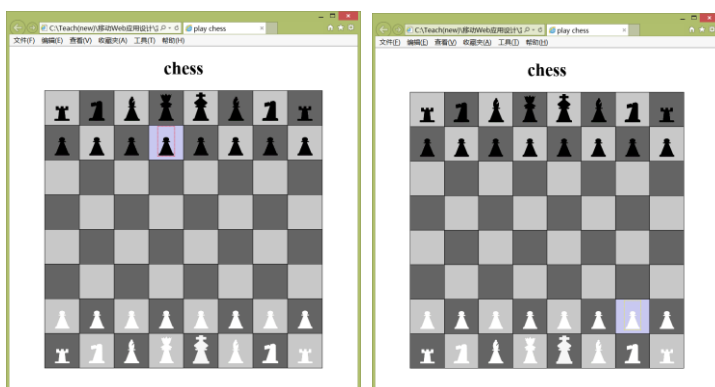 C:\Teach(new)\移动Web应用设计\
play chess
文件(F) 编辑(E) 查看(V) 收藏夹(A) 工具(T) 帮助(H)
chess
C:\Teach(new)\移动Web应用设计\
play chess
文件(F) 编辑(E) 查看(V) 收藏夹(A) 工具(T) 帮助(H)
chess